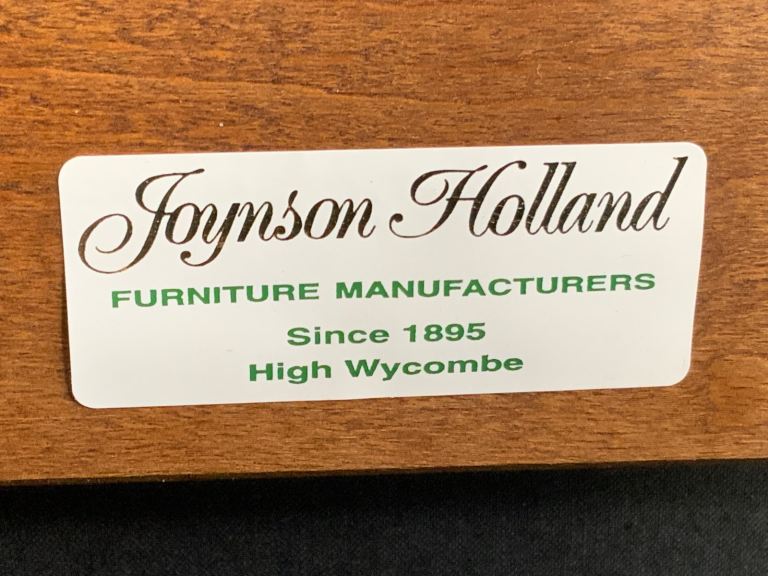 Joynson Holland
FURNITURE MANUFACTURERS
Since 1895
High Wycombe